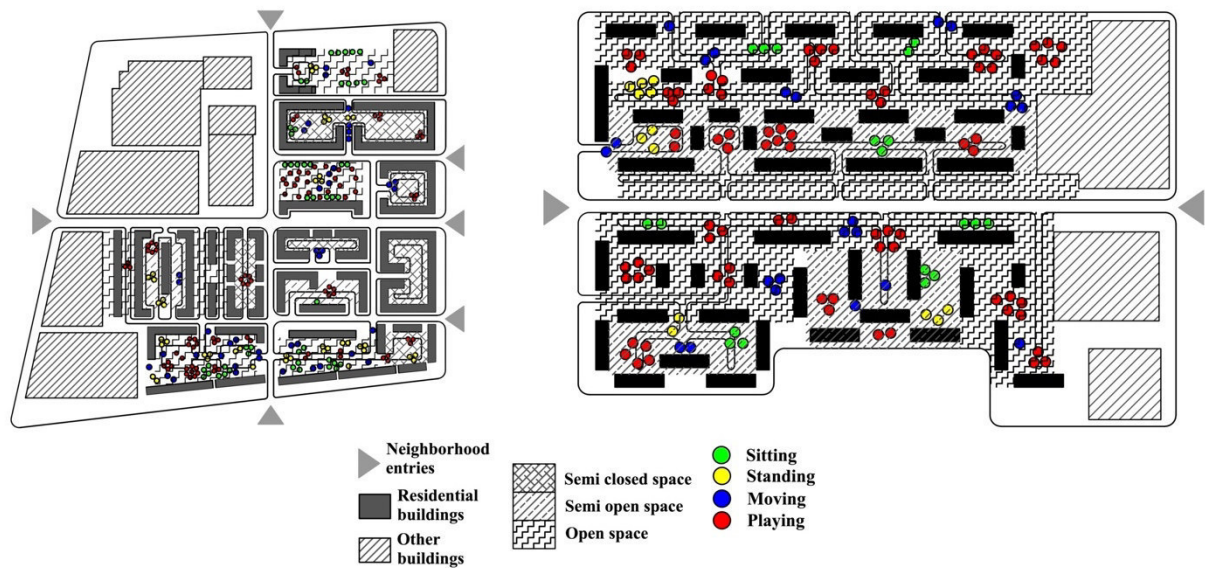 Neighborhood
entries
Residential
buildings
Other
buildings
Semi closed space
Semi open space
Open space
Sitting
Standing
Moving
Playing